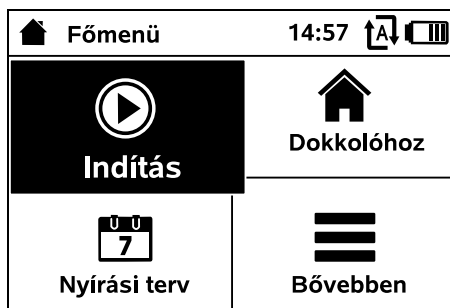 Főmenü 14:57 A
Indítás
Dokkolóhoz
7
Nyírási terv
Bővebben